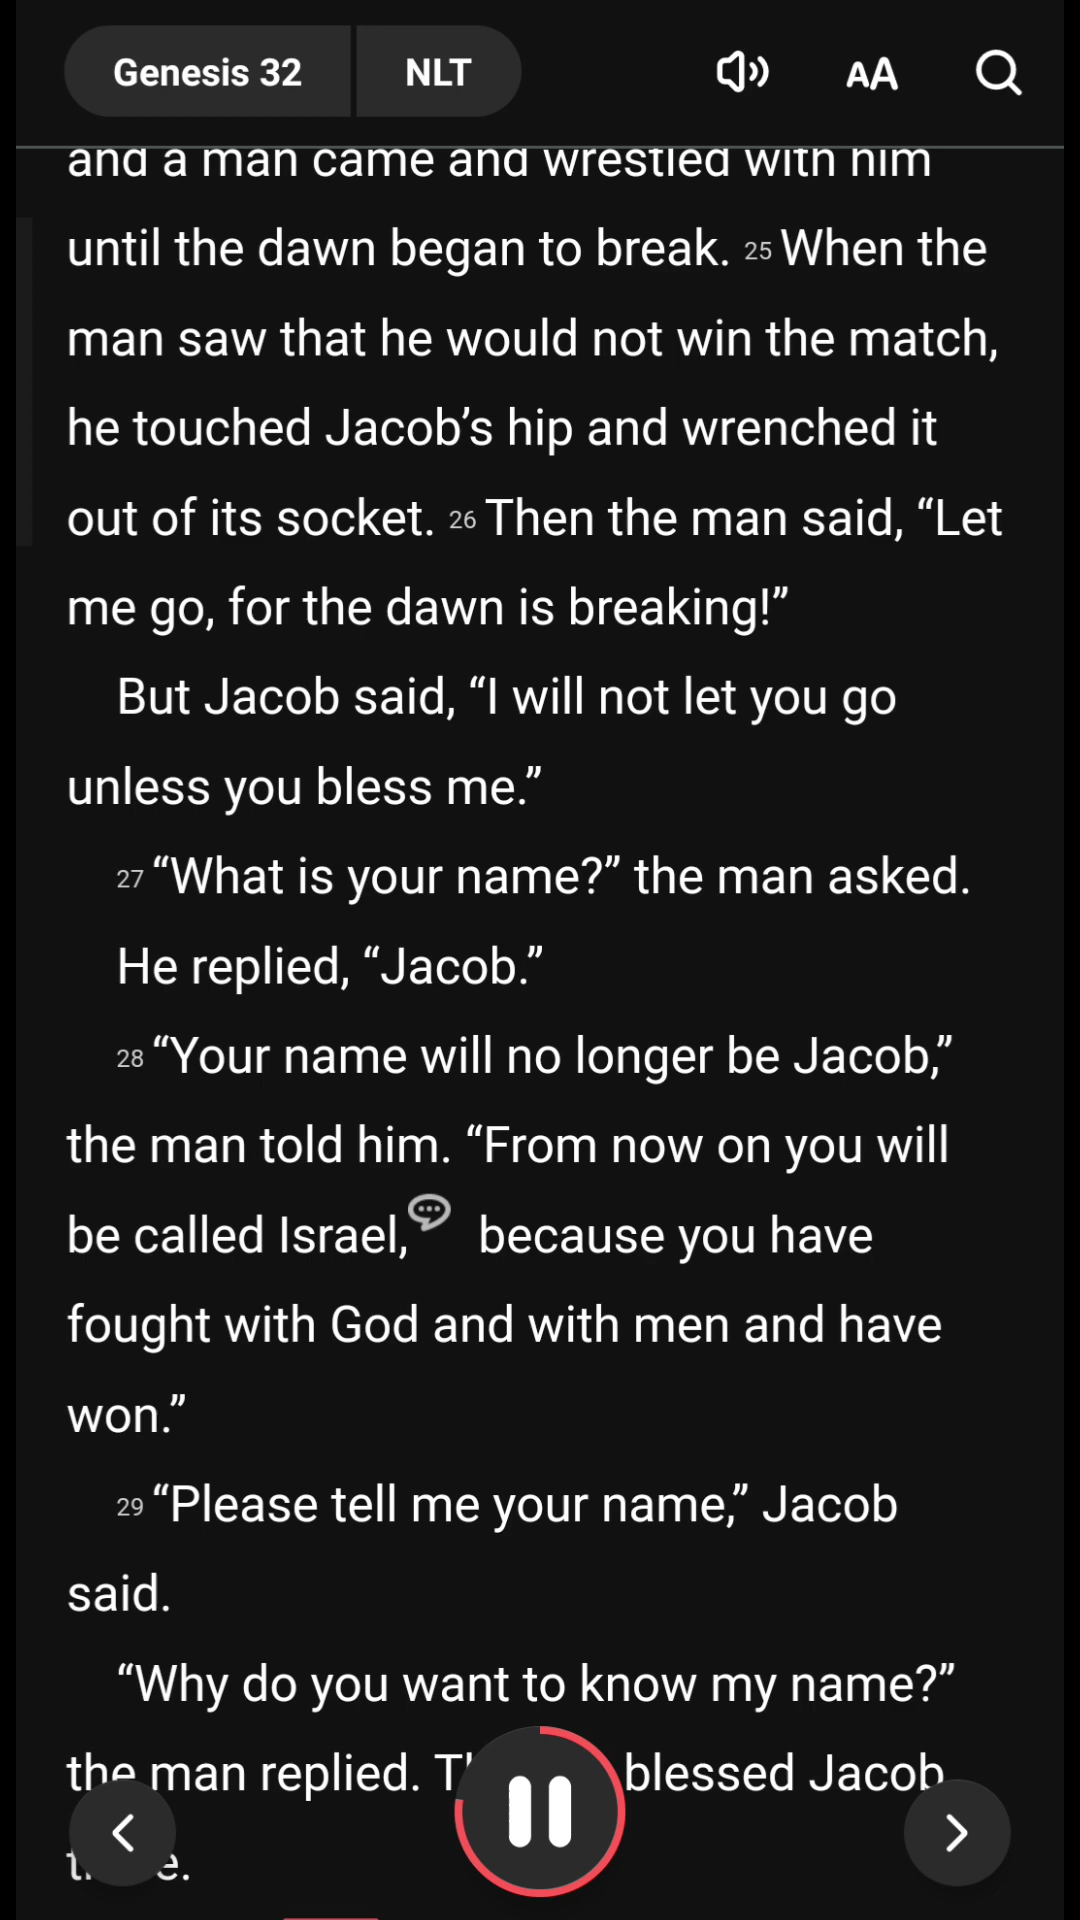 Genesis 32 NLT AA
and a man came and wrestled with him
until the dawn began to break. 25 When the
man saw that he would not win the match,
he touched Jacob’s hip and wrenched it
out of its socket. 26 Then the man said, “Let
me go, for the dawn is breaking!”
But Jacob said, “I will not let you go
unless you bless me.”
27 “What is your name?” the man asked.
He replied, “Jacob.”
28 “Your name will no longer be Jacob,”
the man told him. “From now on you will
be called Israel, because you have
fought with God and with men and have
won.”
29 “Please tell me your name,” Jacob
said.
“Why do you want to know my name?”
the man replied. blessed Jacob